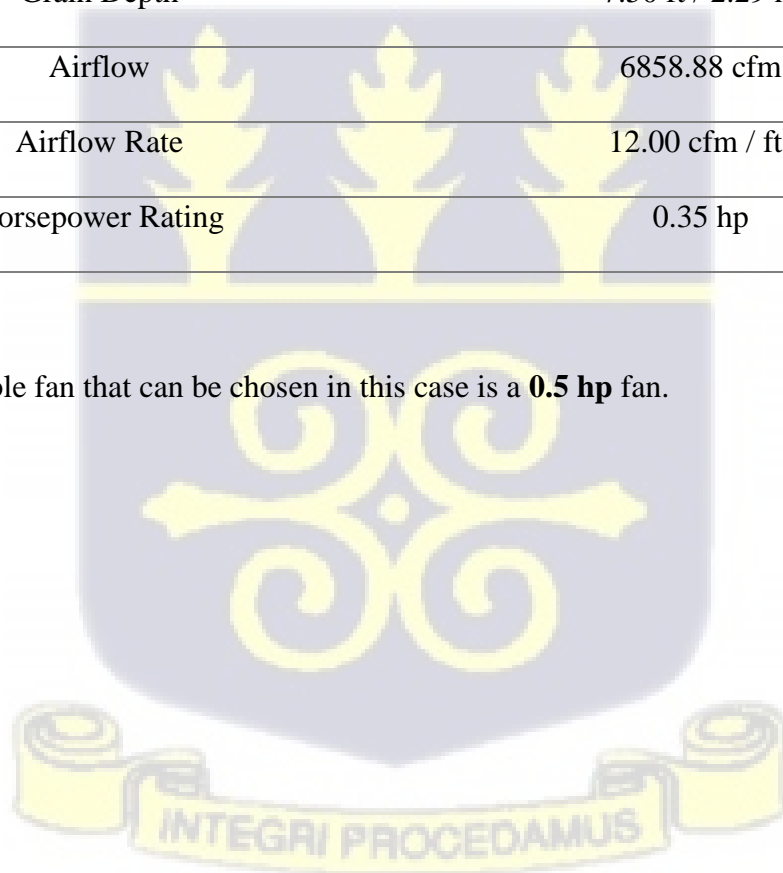 Airflow 6858.88 cfm
Airflow Rate 12.00 cfm / ft
Rating 0.35 hp
fan that can be chosen in this case is a 0.5 hp fan.
INTEGRI PROCEDAMUS